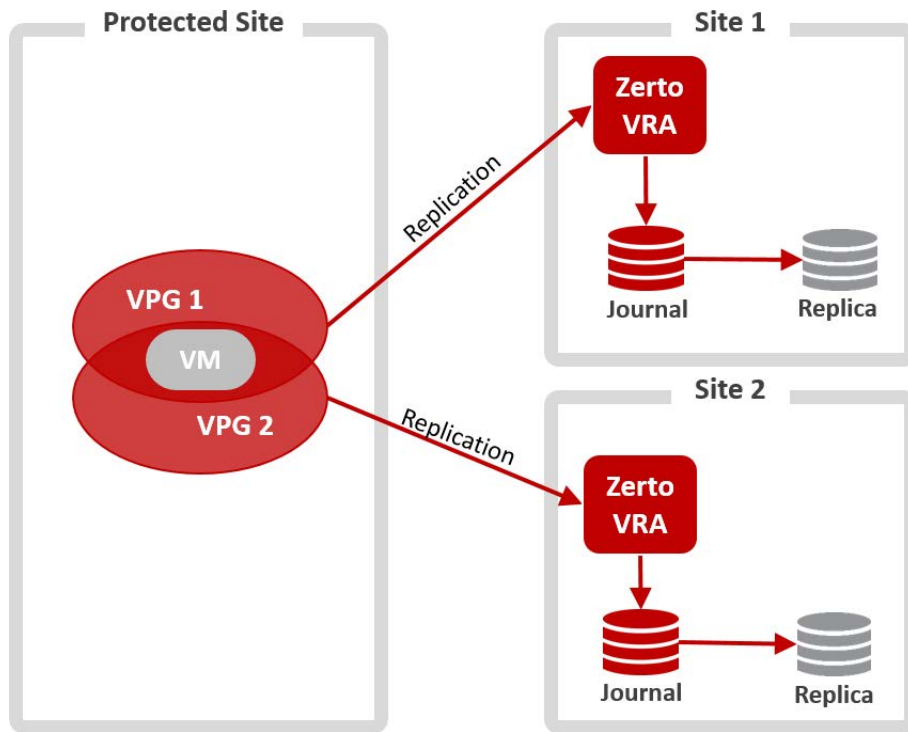 Protected Site
VPG 1
VM
VPG 2
Replication
Replication
Site 1
Zerto
VRA
Journal
Replica
Site 2
Zerto
VRA
Journal
Replica